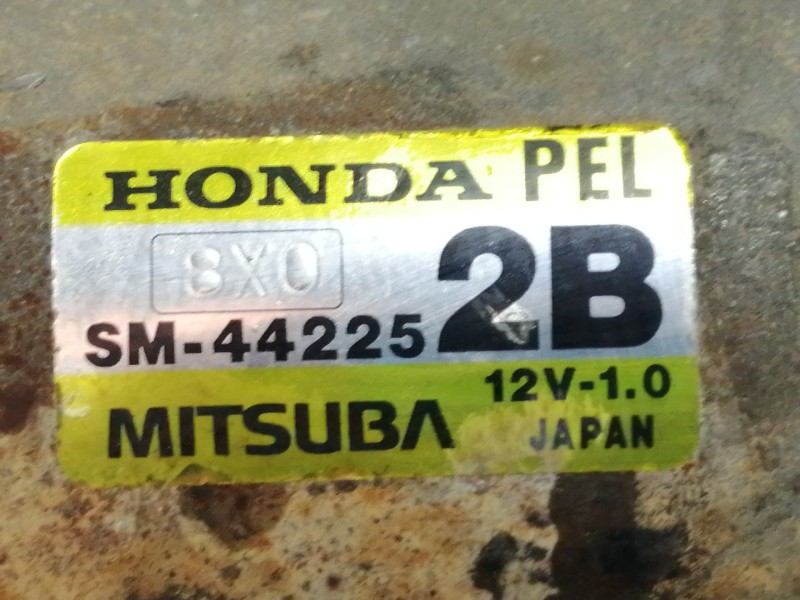 HONDA PEL
8X0 2B
SM-44225
12V-1.0
MITSUBA JAPAN